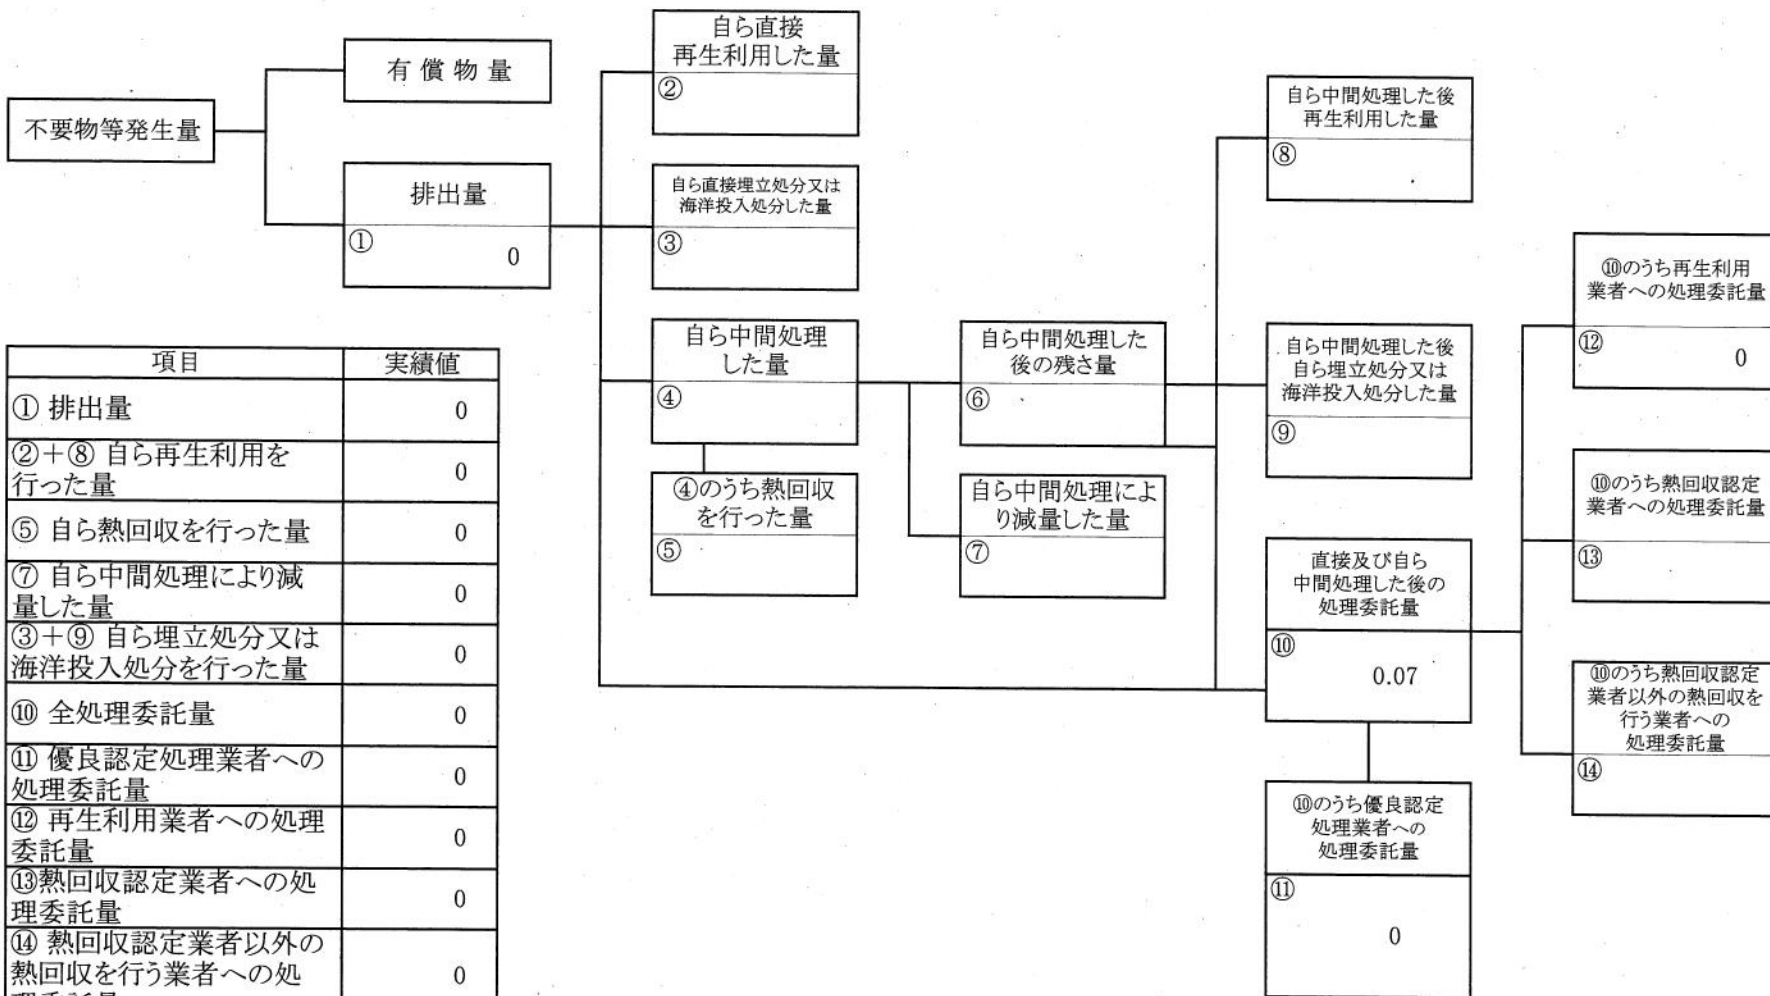 不要物等発生量
有償物量
排出量
①
0
自ら直接
再生利用した量
②
自ら直接埋立処分又は
海洋投入処分した量
③
自ら中間処理
した量
④
④のうち熱回収
を行った量
⑤
自ら中間処理した
後の残さ量
⑥
自ら中間処理によ
り減量した量
⑦
自ら中間処理した後
再生利用した量
⑧
自ら中間処理した後
自ら埋立処分又は
海洋投入処分した量
⑨
直接及び自ら
中間処理した後の
処理委託量
⑩
0.07
⑩のうち優良認定
処理業者への
処理委託量
⑪
0
⑩のうち再生利用
業者への処理委託量
⑫
0
⑩のうち熱回収認定
業者への処理委託量
⑬
⑩のうち熱回収認定
業者以外の熱回収を
行う業者への
処理委託量
⑭
項目 実績値
① 排出量 0
②+⑧ 自ら再生利用を
行った量 0
⑤ 自ら熱回収を行った量 0
⑦ 自ら中間処理により減
量した量 0
③+⑨ 自ら埋立処分又は
海洋投入処分を行った量 0
⑩ 全処理委託量 0
⑪ 優良認定処理業者への
処理委託量 0
⑫ 再生利用業者への処理
委託量 0
⑬熱回収認定業者への処
理委託量 0
⑭ 熱回収認定業者以外の
熱回収を行う業者への処 0